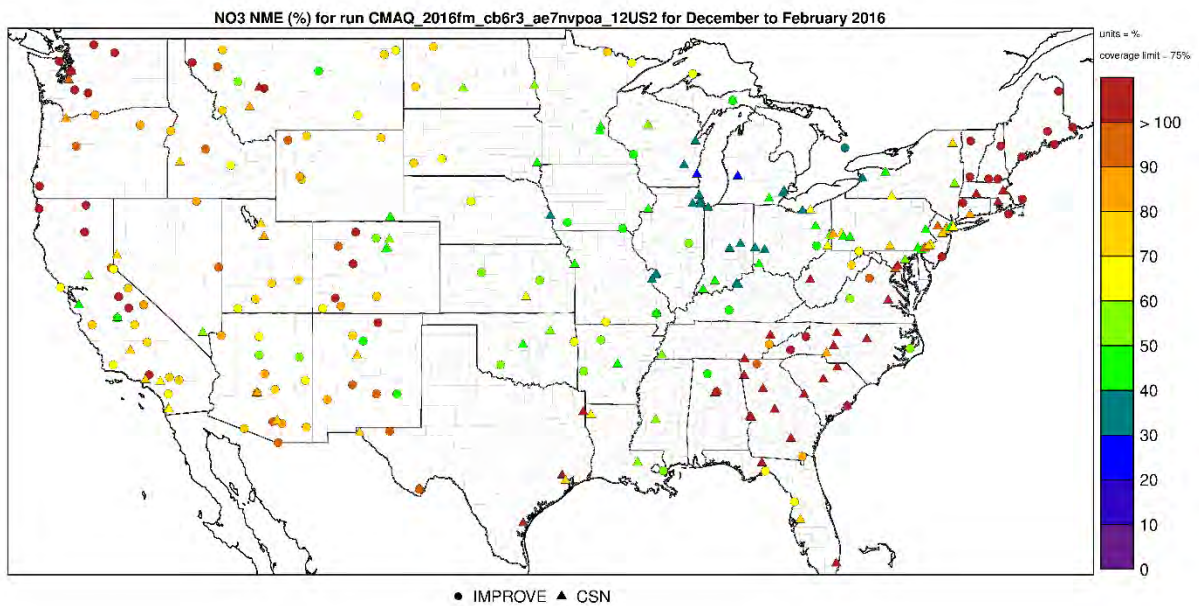 NO3 NME (%) for run CMAQ_2016fm_cb6r3_ae7nvpoa_12US2 for December to February 2016
units = %
coverage limit = 75%
> 100
90
80
70
60
50
40
30
20
10
0
● IMPROVE ▲ CSN